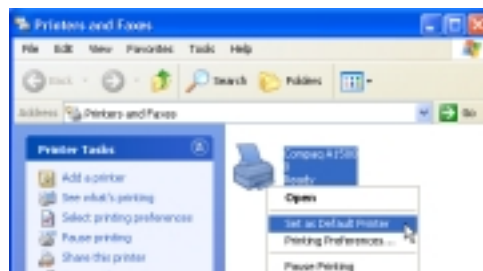 Printers and Faxes
File Edit View Favorites Tools Help
Back Search Folders
Address Printers and Faxes Go
Printer Tasks
Add a printer
See what's printing
Select printing preferences
Pause printing
Share this printer
Compaq
Ready
Open
Set as Default Printer
Printing Preferences...
Pause Printing